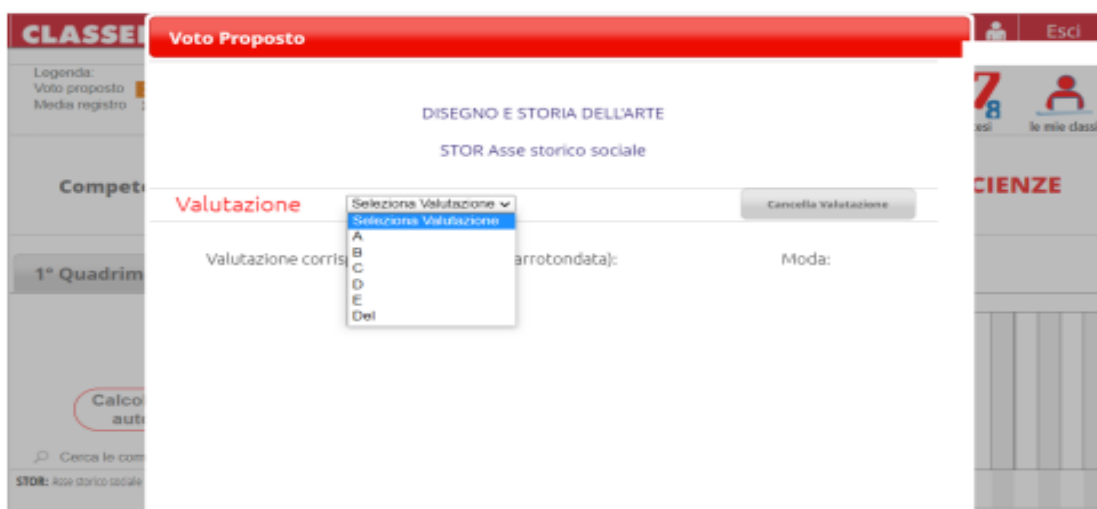 CLASSE
Esci
Voto Proposto
Legenda:
Voto proposto
Media registro
le mie classi
DISEGNO E STORIA DELL'ARTE
STOR Asse storico sociale
Compet
CIENZE
Valutazione
Seleziona Valutazione
Cancella Valutazione
Seleziona Valutazione
A
B
C
D
E
Del
Valutazione corris
arrotondata):
Moda:
1° Quadrim
Calco
aut
Cerca le com
STOR: Asse storico sociale